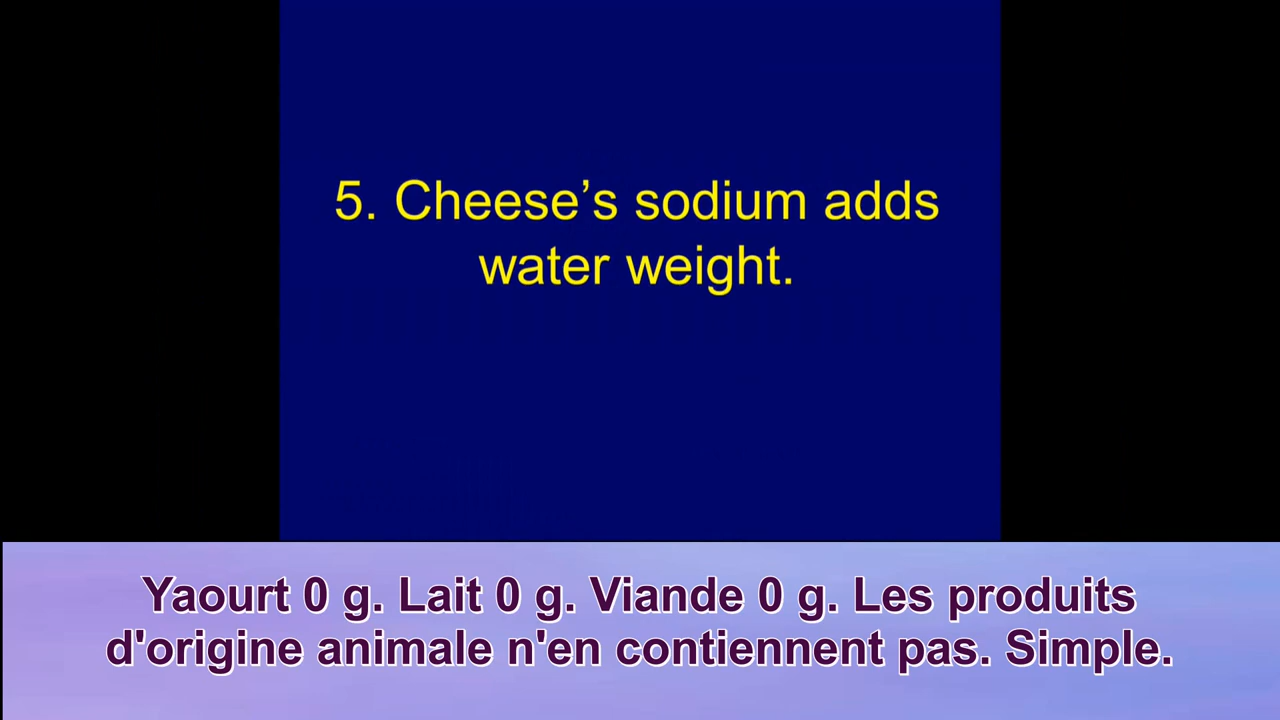 5. Cheese’s sodium adds
water weight.
Yaourt 0 g. Lait 0 g. Viande 0 g. Les produits
d'origine animale n'en contiennent pas. Simple.